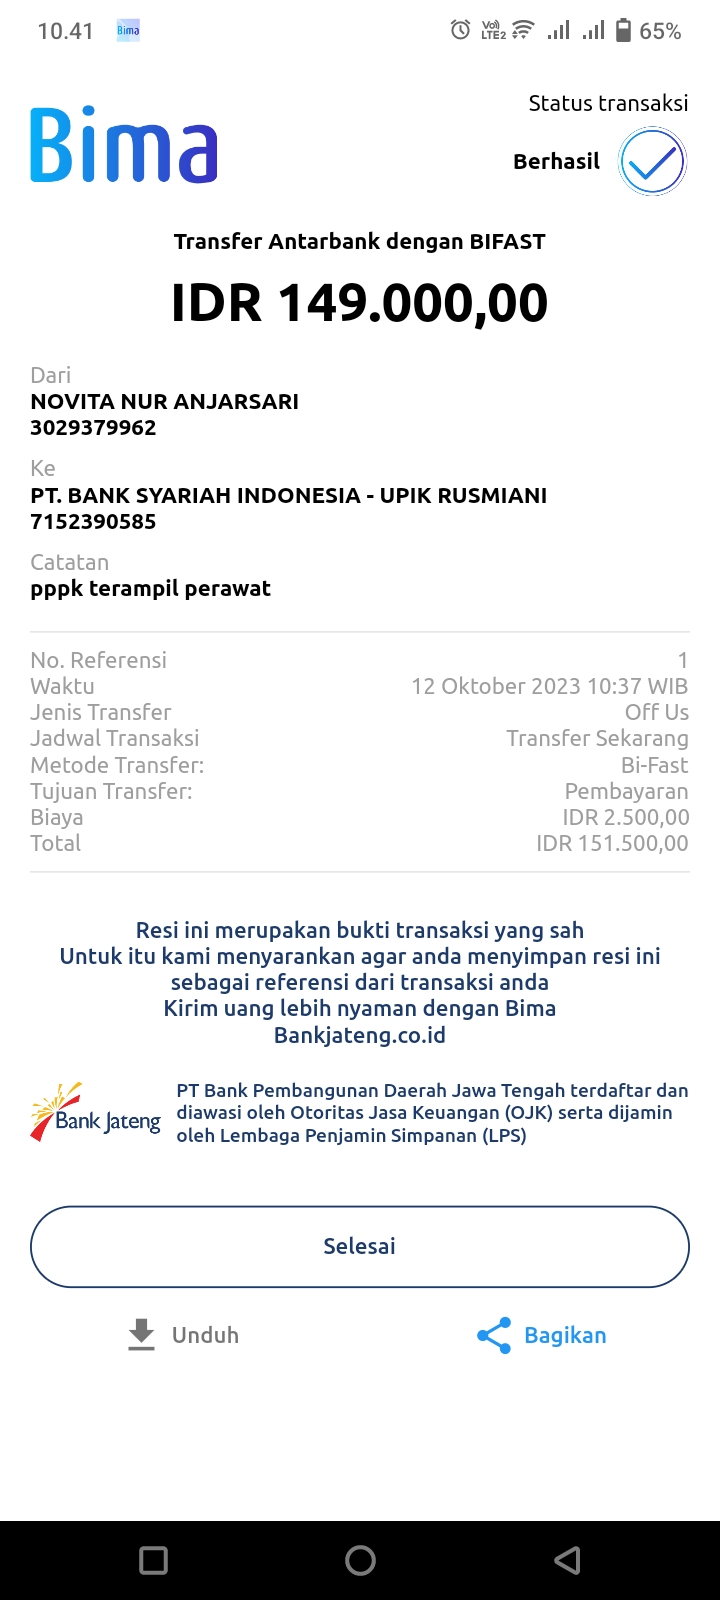 10.41 Bima VoD LTE2 65%
Status transaksi
Bima
Berhasil
Transfer Antarbank dengan BIFAST
IDR 149.000,00
Dari
NOVITA NUR ANJARSARI
3029379962
Ke
PT. BANK SYARIAH INDONESIA - UPIK RUSMIANI
7152390585
Catatan
pppk terampil perawat
No. Referensi 1
Waktu 12 Oktober 2023 10:37 WIB
Jenis Transfer Off Us
Jadwal Transaksi Transfer Sekarang
Metode Transfer: Bi-Fast
Tujuan Transfer: Pembayaran
Biaya IDR 2.500,00
Total IDR 151.500,00
Resi ini merupakan bukti transaksi yang sah
Untuk itu kami menyarankan agar anda menyimpan resi ini
sebagai referensi dari transaksi anda
Kirim uang lebih nyaman dengan Bima
Bankjateng.co.id
Bank Jateng
PT Bank Pembangunan Daerah Jawa Tengah terdaftar dan
diawasi oleh Otoritas Jasa Keuangan (OJK) serta dijamin
oleh Lembaga Penjamin Simpanan (LPS)
Selesai
Unduh Bagikan